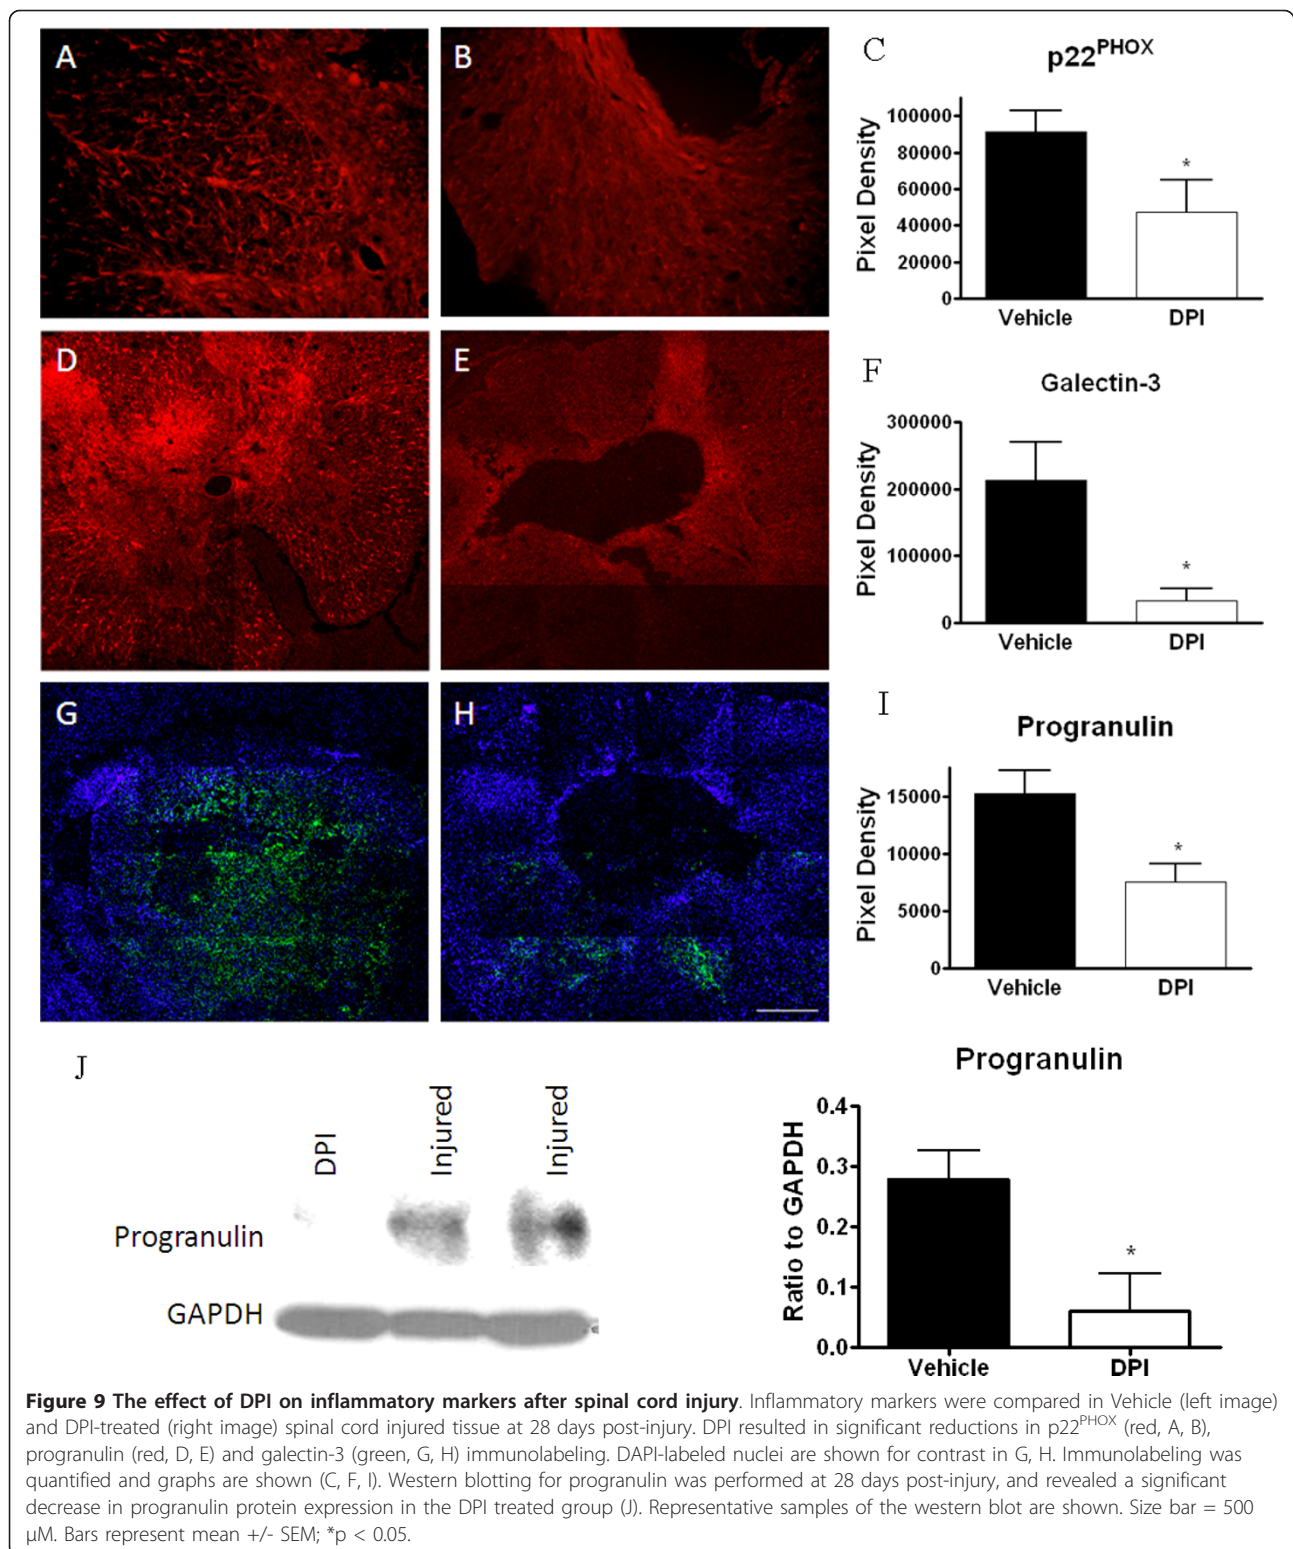 A
B
C
p22PHOX
Pixel Density
100000
80000
60000
40000
20000
0
*
Vehicle
DPI
D
E
F
Galectin-3
Pixel Density
300000
200000
100000
0
*
Vehicle
DPI
G
H
I
Progranulin
Pixel Density
15000
10000
5000
0
*
Vehicle
DPI
J
DPI
Injured
Injured
Progranulin
GAPDH
Progranulin
Ratio to GAPDH
0.4
0.3
0.2
0.1
0.0
*
Vehicle
DPI
Figure 9 The effect of DPI on inflammatory markers after spinal cord injury. Inflammatory markers were compared in Vehicle (left image)
and DPI-treated (right image) spinal cord injured tissue at 28 days post-injury. DPI resulted in significant reductions in p22PHOX (red, A, B),
progranulin (red, D, E) and galectin-3 (green, G, H) immunolabeling. DAPI-labeled nuclei are shown for contrast in G, H. Immunolabeling was
quantified and graphs are shown (C, F, I). Western blotting for progranulin was performed at 28 days post-injury, and revealed a significant
decrease in progranulin protein expression in the DPI treated group (J). Representative samples of the western blot are shown. Size bar = 500
μM. Bars represent mean +/- SEM; *p < 0.05.